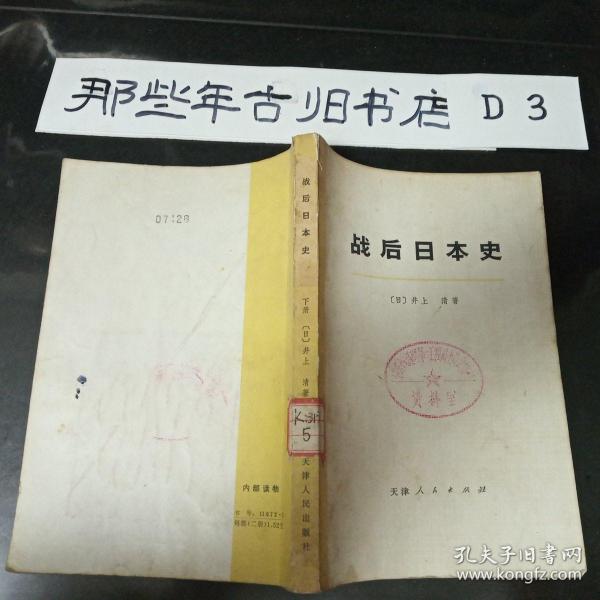 那些年古旧书店 D 3
战后日本史
〔日〕井上 清著
资料室
天津人民出版社
战后日本史 下册 〔日〕井上 清著
K·31
5
天津人民出版社
07128
内部读物
孔夫子旧书网
www.kongfz.com